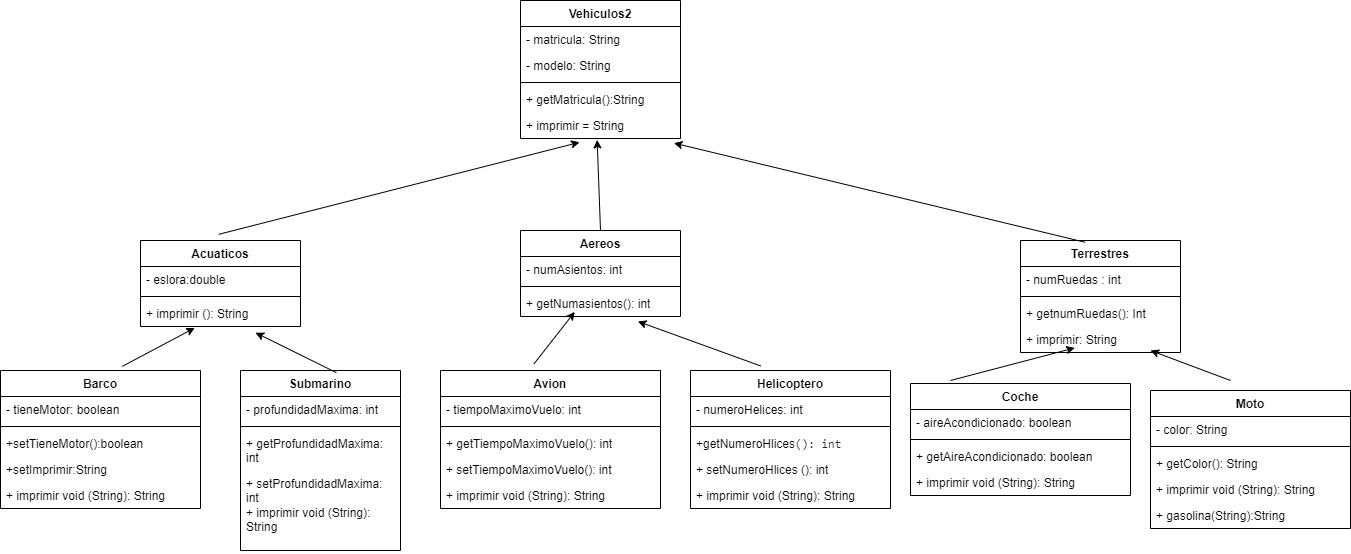 Vehiculos2
- matricula: String
- modelo: String
+ getMatricula():String
+ imprimir = String
Acuaticos
- eslora:double
+ imprimir (): String
Aereos
- numAsientos: int
+ getNumasientos(): int
Terrestres
- numRuedas : int
+ getnumRuedas(): Int
+ imprimir: String
Barco
- tieneMotor: boolean
+setTieneMotor():boolean
+setImprimir:String
+ imprimir void (String): String
Submarino
- profundidadMaxima: int
+ getProfundidadMaxima:
int
+ setProfundidadMaxima:
int
+ imprimir void (String):
String
Avion
- tiempoMaximoVuelo: int
+ getTiempoMaximoVuelo(): int
+ setTiempoMaximoVuelo(): int
+ imprimir void (String): String
Helicoptero
- numeroHelices: int
+getNumeroHlices(): int
+ setNumeroHlices (): int
+ imprimir void (String): String
Coche
- aireAcondicionado: boolean
+ getAireAcondicionado: boolean
+ imprimir void (String): String
Moto
- color: String
+ getColor(): String
+ imprimir void (String): String
+ gasolina(String):String